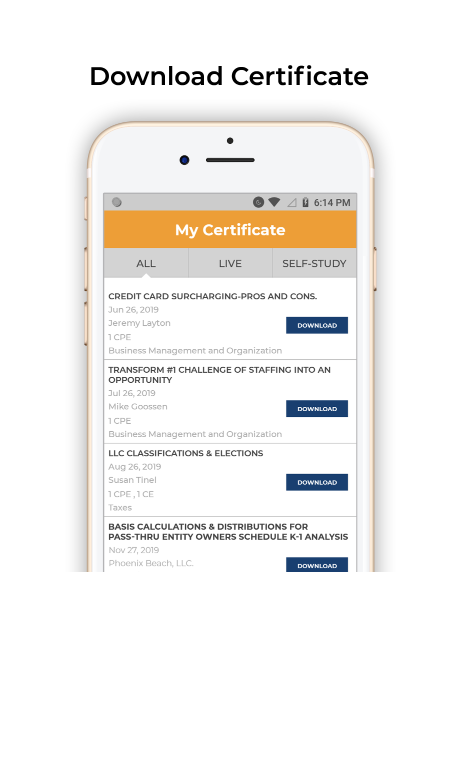 Download Certificate
6:14 PM
My Certificate
ALL LIVE SELF-STUDY
CREDIT CARD SURCHARGING-PROS AND CONS.
Jun 26, 2019
Jeremy Layton
DOWNLOAD
1 CPE
Business Management and Organization
TRANSFORM #1 CHALLENGE OF STAFFING INTO AN
OPPORTUNITY
Jul 26, 2019
Mike Goossen
DOWNLOAD
1 CPE
Business Management and Organization
LLC CLASSIFICATIONS & ELECTIONS
Aug 26, 2019
Susan Tinel
DOWNLOAD
1 CPE , 1 CE
Taxes
BASIS CALCULATIONS & DISTRIBUTIONS FOR
PASS-THRU ENTITY OWNERS SCHEDULE K-1 ANALYSIS
Nov 27, 2019
Phoenix Beach, LLC.
DOWNLOAD